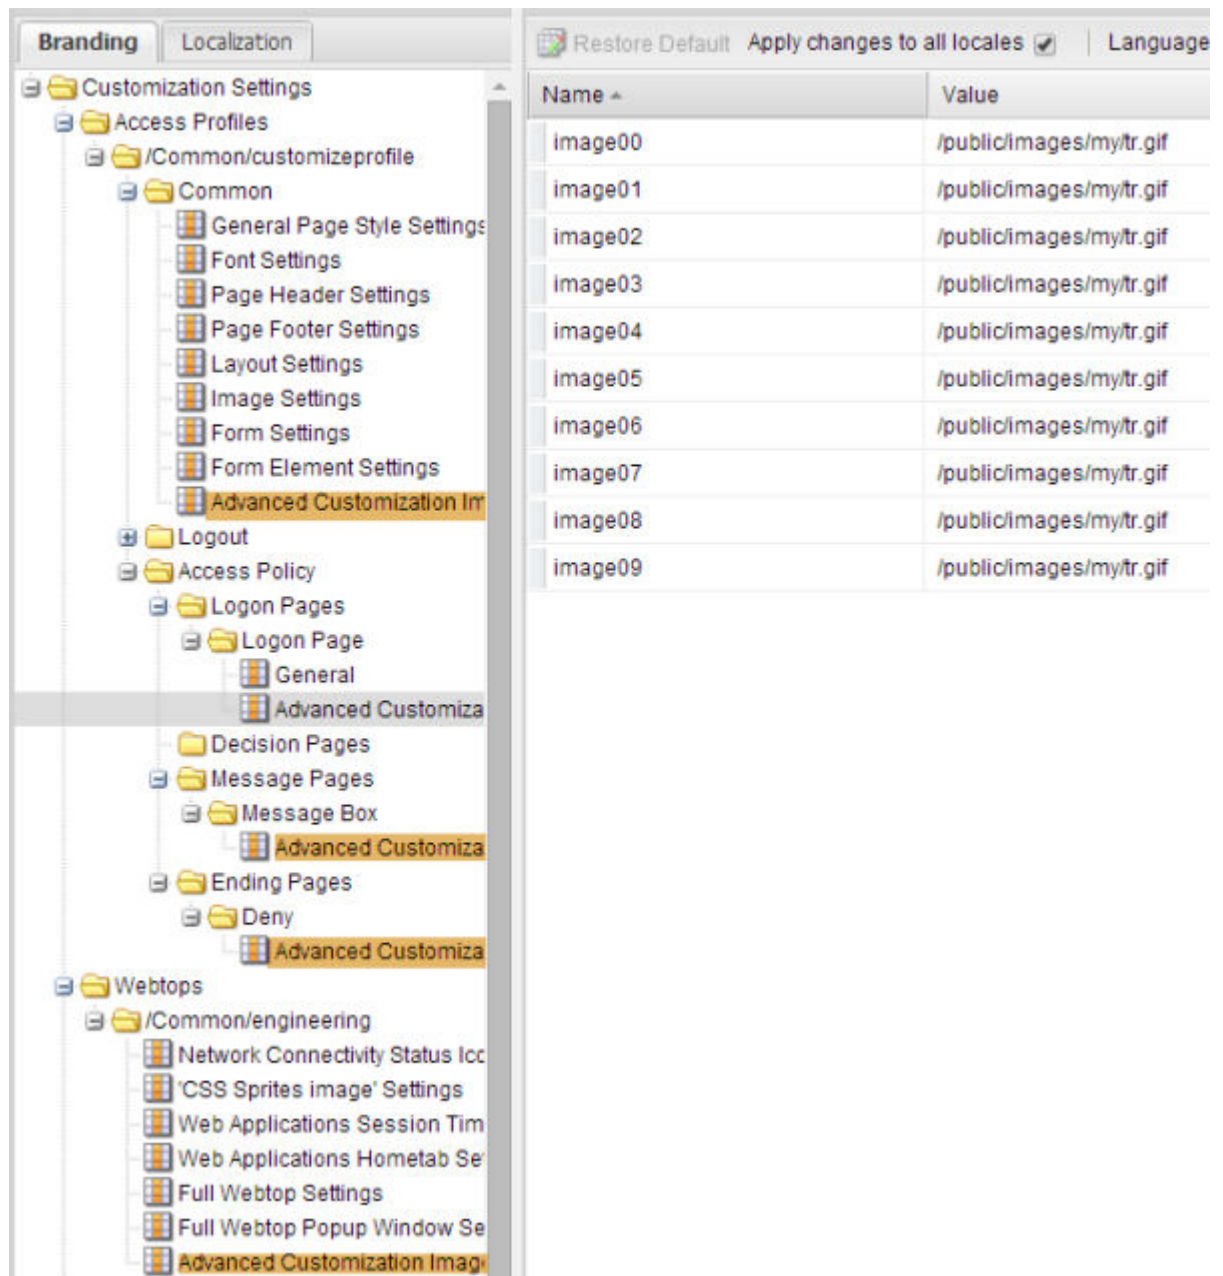 Branding Localization
Restore Default Apply changes to all locales Language
Name Value
image00 /public/images/my/tr.gif
image01 /public/images/my/tr.gif
image02 /public/images/my/tr.gif
image03 /public/images/my/tr.gif
image04 /public/images/my/tr.gif
image05 /public/images/my/tr.gif
image06 /public/images/my/tr.gif
image07 /public/images/my/tr.gif
image08 /public/images/my/tr.gif
image09 /public/images/my/tr.gif
Customization Settings
Access Profiles
/Common/customizeprofile
Common
General Page Style Settings
Font Settings
Page Header Settings
Page Footer Settings
Layout Settings
Image Settings
Form Settings
Form Element Settings
Advanced Customization Im
Logout
Access Policy
Logon Pages
Logon Page
General
Advanced Customiza
Decision Pages
Message Pages
Message Box
Advanced Customiza
Ending Pages
Deny
Advanced Customiza
Webtops
/Common/engineering
Network Connectivity Status Icc
'CSS Sprites image' Settings
Web Applications Session Tim
Web Applications Hometab Se
Full Webtop Settings
Full Webtop Popup Window Se
Advanced Customization Imag